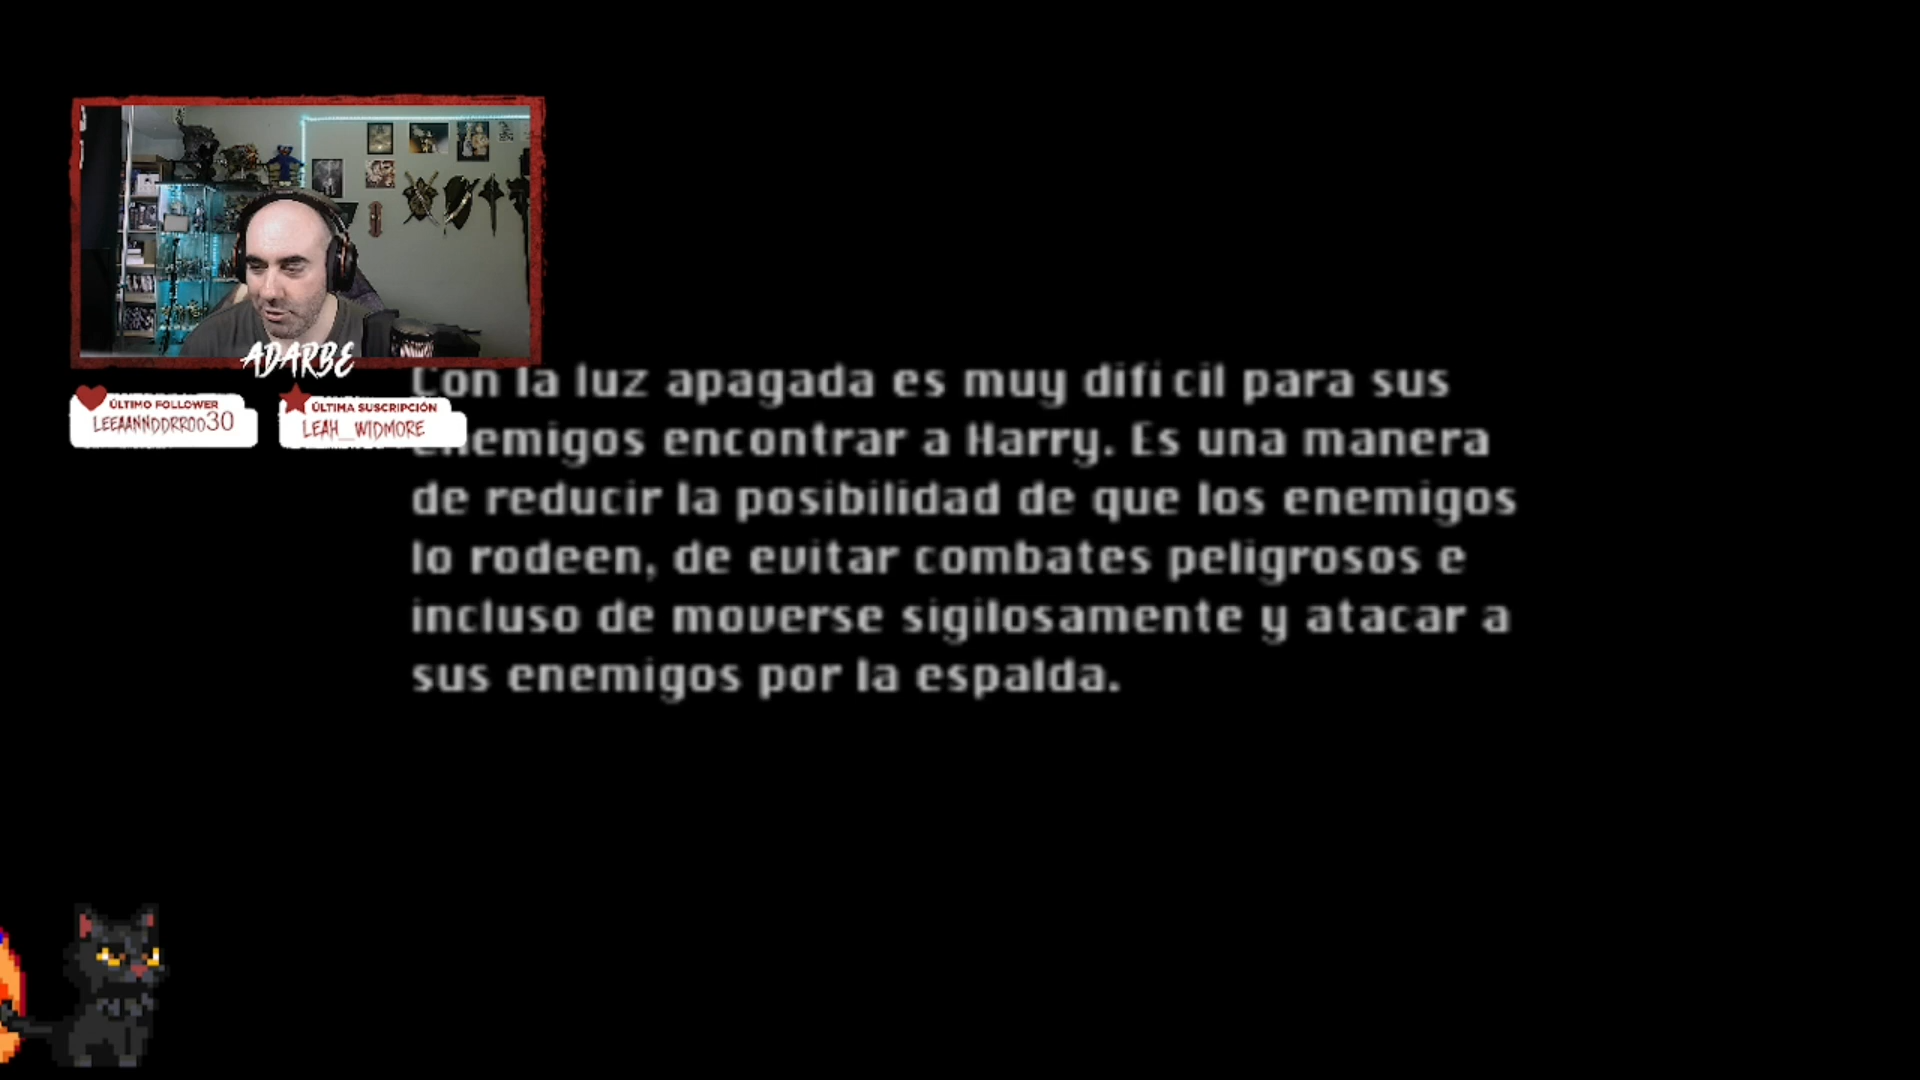 ADARBE
ÚLTIMO FOLLOWER
LEEAANNDDRROO30
ÚLTIMA SUSCRIPCIÓN
LEAH_WIDMORE
Con la luz apagada es muy difícil para sus
enemigos encontrar a Harry. Es una manera
de reducir la posibilidad de que los enemigos
lo rodeen, de evitar combates peligrosos e
incluso de moverse sigilosamente y atacar a
sus enemigos por la espalda.